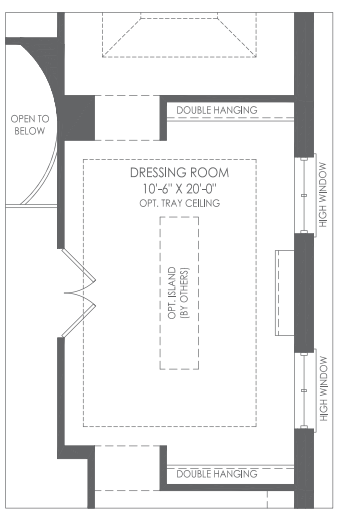 DOUBLE HANGING
OPEN TO
BELOW
DRESSING ROOM
10'-6" X 20'-0"
OPT. TRAY CEILING
HIGH WINDOW
OPT. ISLAND
(BY OTHERS)
HIGH WINDOW
DOUBLE HANGING